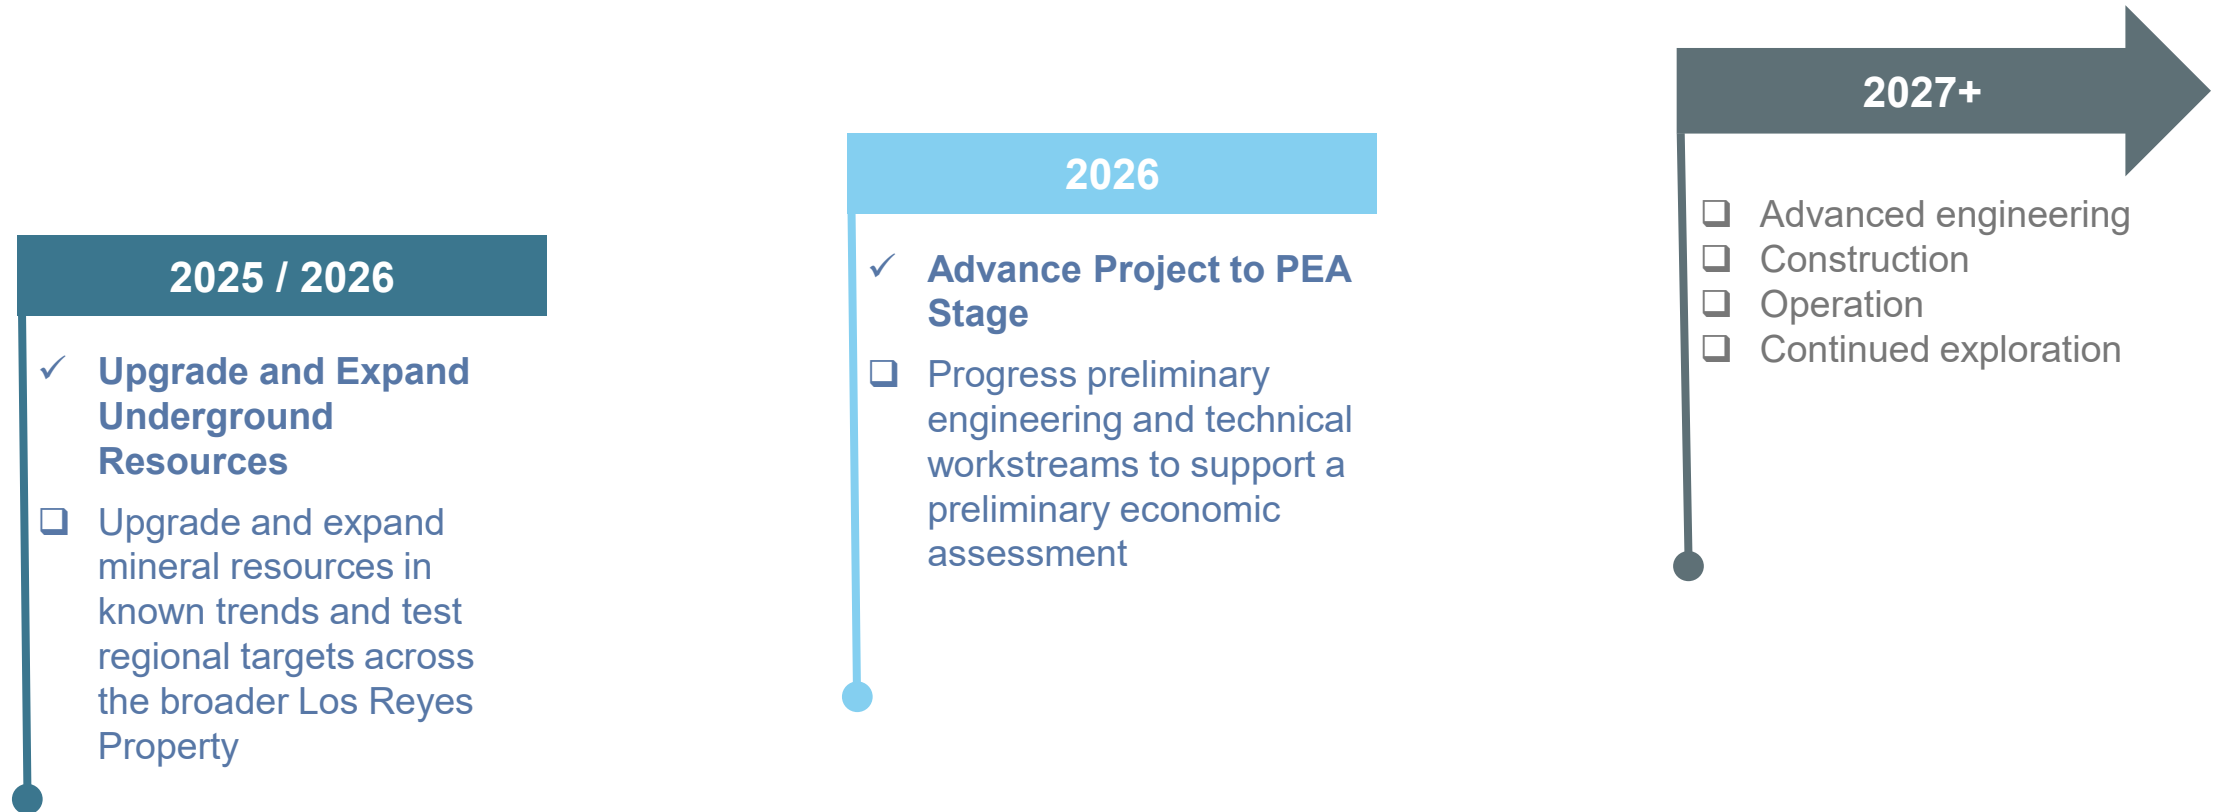 2025 / 2026
✓ Upgrade and Expand
Underground
Resources
❑ Upgrade and expand
mineral resources in
known trends and test
regional targets across
the broader Los Reyes
Property
2026
✓ Advance Project to PEA
Stage
❑ Progress preliminary
engineering and technical
workstreams to support a
preliminary economic
assessment
2027+
❑ Advanced engineering
❑ Construction
❑ Operation
❑ Continued exploration